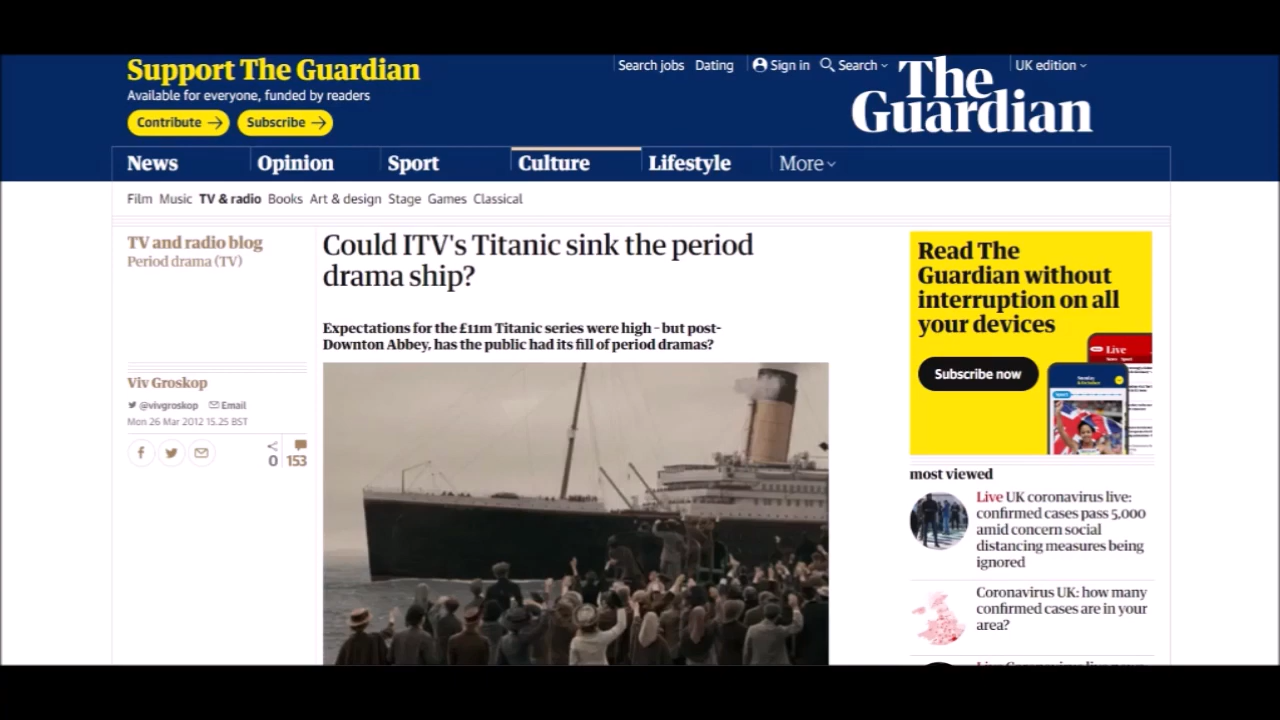 Support The Guardian
Available for everyone, funded by readers
Contribute
Subscribe
Search jobs
Dating
Sign in
Search
UK edition
The
Guardian
News
Opinion
Sport
Culture
Lifestyle
More
Film Music TV & radio Books Art & design Stage Games Classical
TV and radio blog
Period drama (TV)
Could ITV's Titanic sink the period
drama ship?
Expectations for the £11m Titanic series were high - but post-
Downton Abbey, has the public had its fill of period dramas?
Viv Groskop
@vivgroskop
Email
Mon 26 Mar 2012 15.25 BST
0
153
Read The
Guardian without
interruption on all
your devices
Subscribe now
Live
most viewed
Live UK coronavirus live:
confirmed cases pass 5,000
amid concern social
distancing measures being
ignored
Coronavirus UK: how many
confirmed cases are in your
area?